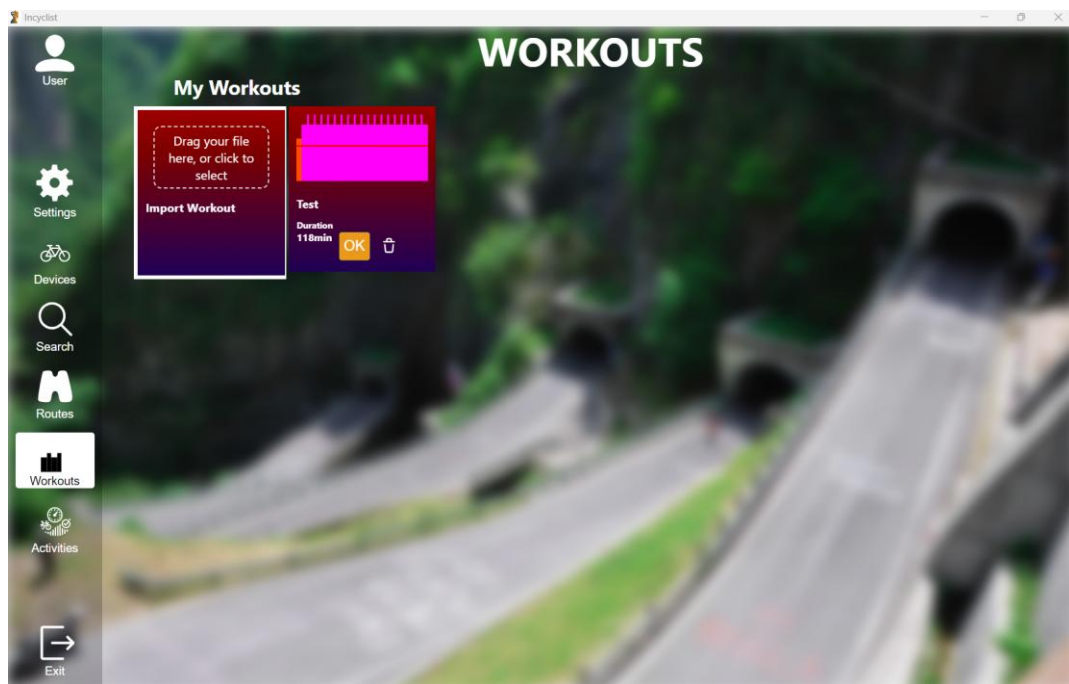 Incyclist
WORKOUTS
User
My Workouts
Drag your file
here, or click to
select
Import Workout
Test
Duration
118min
OK
Settings
Devices
Search
Routes
Workouts
Activities
Exit